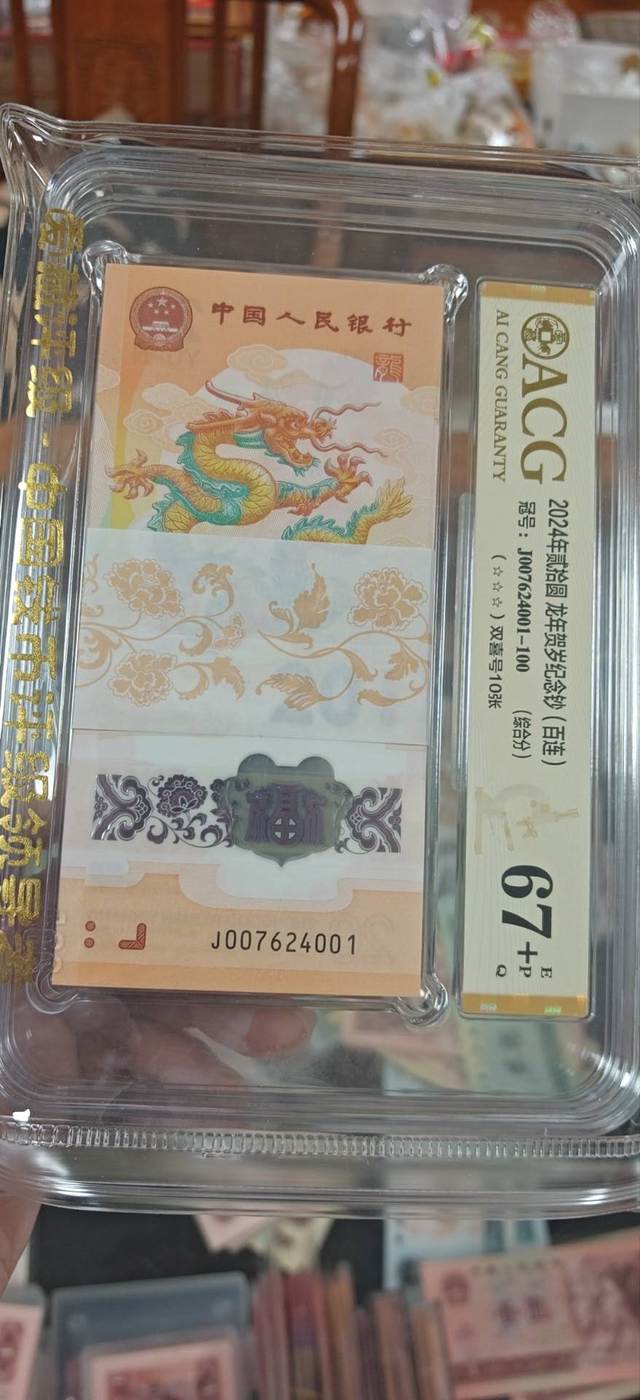 中国人民银行
龍
福
J007624001
ACG
AI CANG GUARANTY
2024年贰拾圆 龙年贺岁纪念钞（百连）
冠号：J007624001-100 （综合分）
（☆☆☆）双喜号10张
67+
E
P
Q
爱藏评级-中国钱币评级领导者